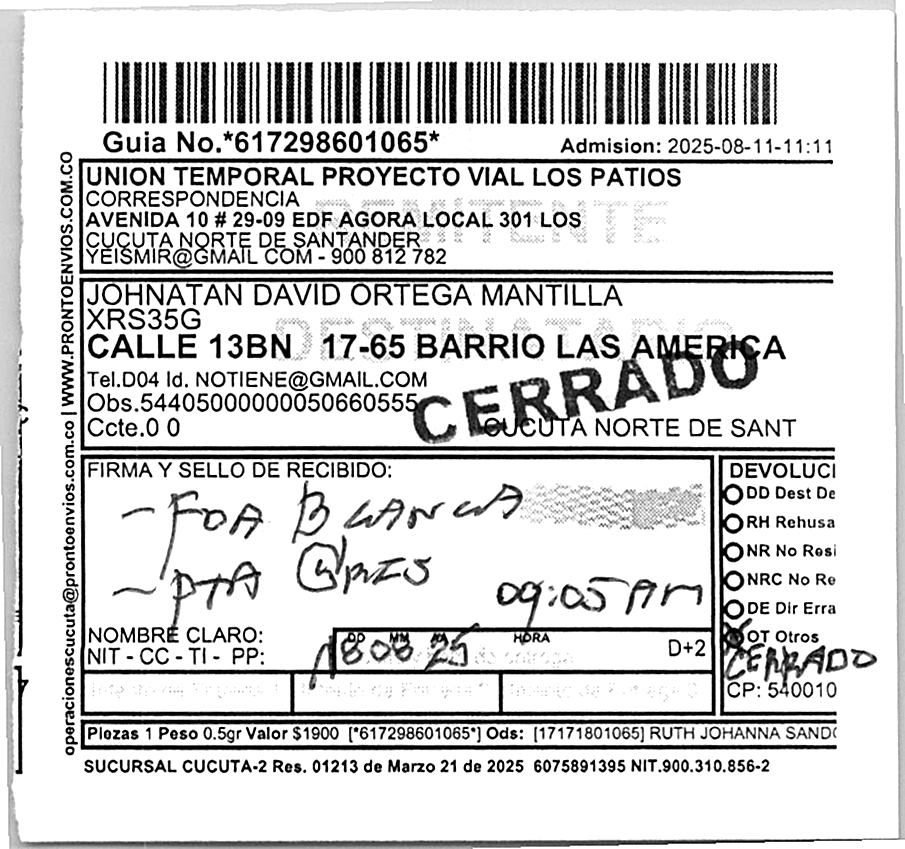 Guia No.*617298601065*
Admision: 2025-08-11-11:11
operacionescucuta@prontoenvios.com.co | WWW.PRONTOENVIOS.COM.CO
REMITENTE
UNION TEMPORAL PROYECTO VIAL LOS PATIOS
CORRESPONDENCIA
AVENIDA 10 # 29-09 EDF AGORA LOCAL 301 LOS
CUCUTA NORTE DE SANTANDER
YEISMIR@GMAIL COM - 900 812 782
DESTINATARIO
JOHNATAN DAVID ORTEGA MANTILLA
XRS35G
CALLE 13BN 17-65 BARRIO LAS AMERICA
Tel.D04 Id. NOTIENE@GMAIL.COM
Obs.54405000000050660555
CERRADO
Ccte.0 0 CUCUTA NORTE DE SANT
FIRMA Y SELLO DE RECIBIDO:
- FDA BLANCA
- PTA GRIS
09:05 AM
NOMBRE CLARO:
NIT - CC - TI - PP:
DD MM HORA
18 08 25 D+2
DEVOLUCI
DD Dest De
RH Rehusa
NR No Resi
NRC No Re
DE Dir Erra
OT Otros
CERRADO
CP: 540010
Piezas 1 Peso 0.5gr Valor $1900 [*617298601065*] Ods: [17171801065] RUTH JOHANNA SANDO
SUCURSAL CUCUTA-2 Res. 01213 de Marzo 21 de 2025 6075891395 NIT.900.310.856-2